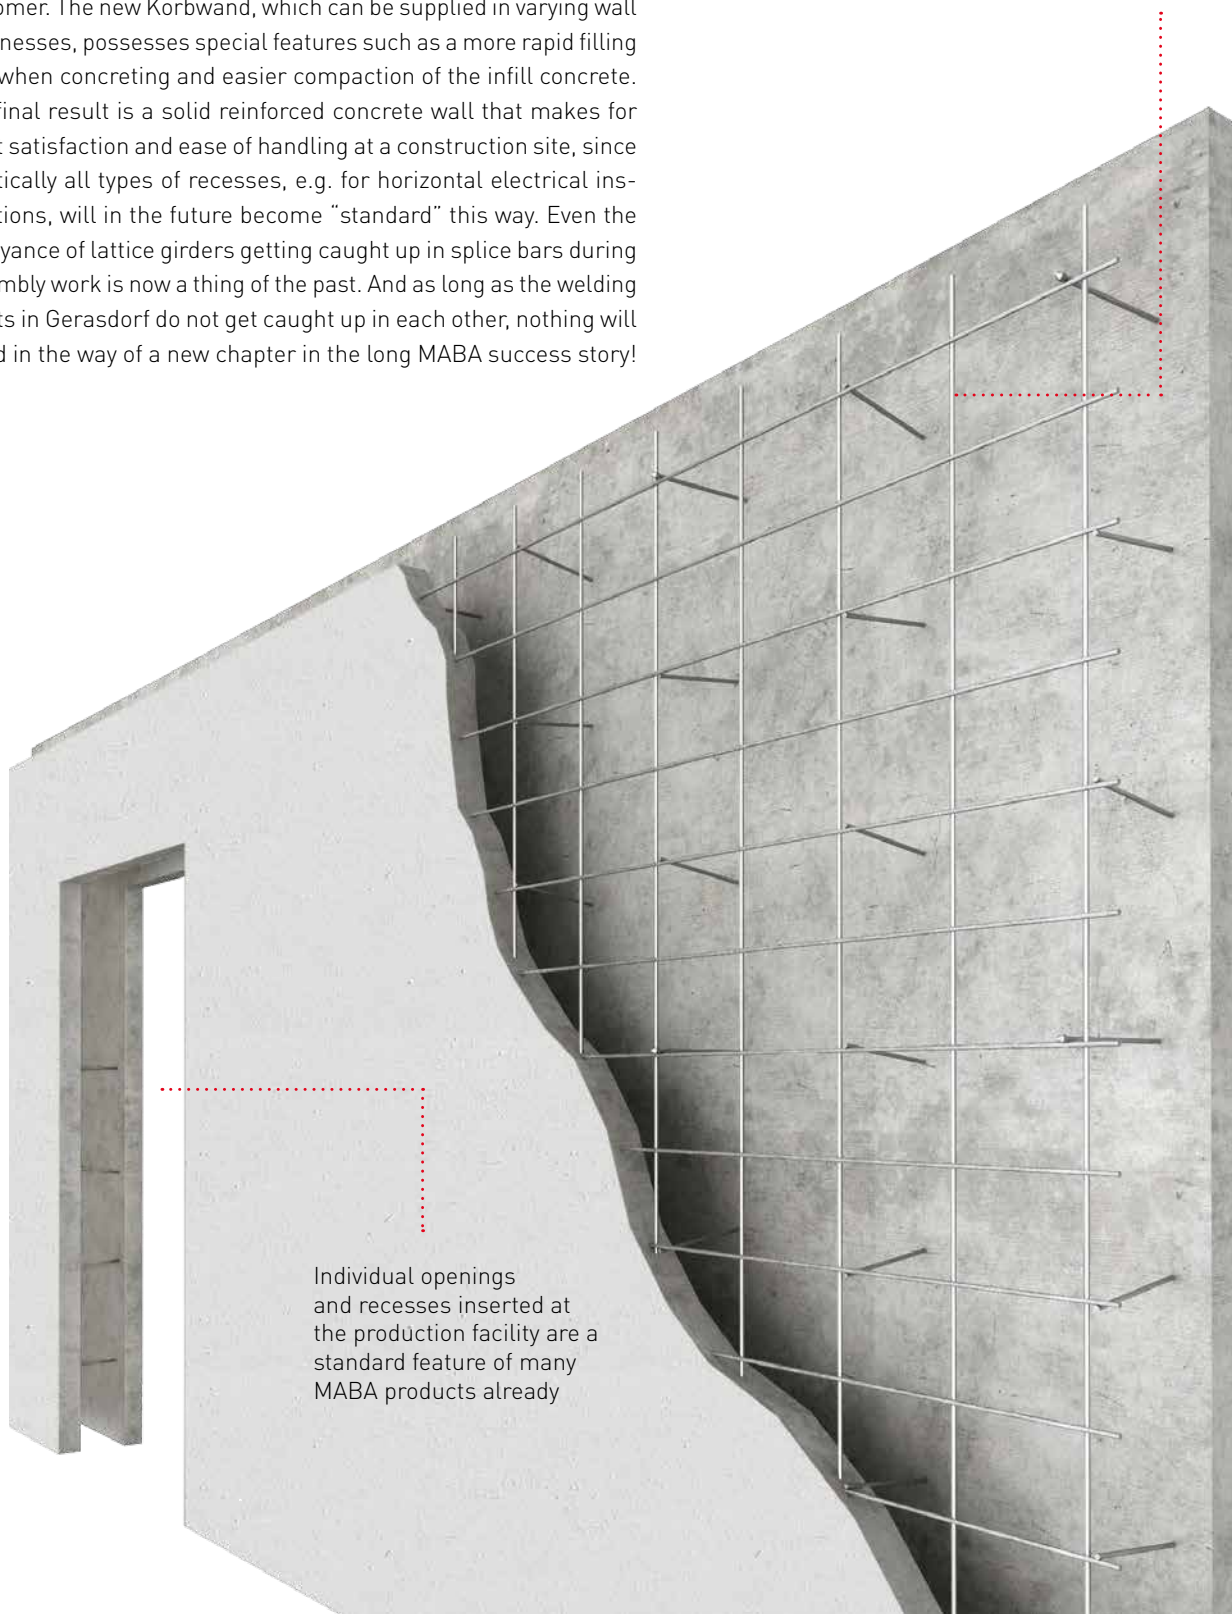 omer. The new Korbwand, which can be supplied in varying wall
nesses, possesses special features such as a more rapid filling
when concreting and easier compaction of the infill concrete.
final result is a solid reinforced concrete wall that makes for
t satisfaction and ease of handling at a construction site, since
tically all types of recesses, e.g. for horizontal electrical ins-
tions, will in the future become “standard” this way. Even the
yance of lattice girders getting caught up in splice bars during
mbly work is now a thing of the past. And as long as the welding
ts in Gerasdorf do not get caught up in each other, nothing will
d in the way of a new chapter in the long MABA success story!
Individual openings
and recesses inserted at
the production facility are a
standard feature of many
MABA products already